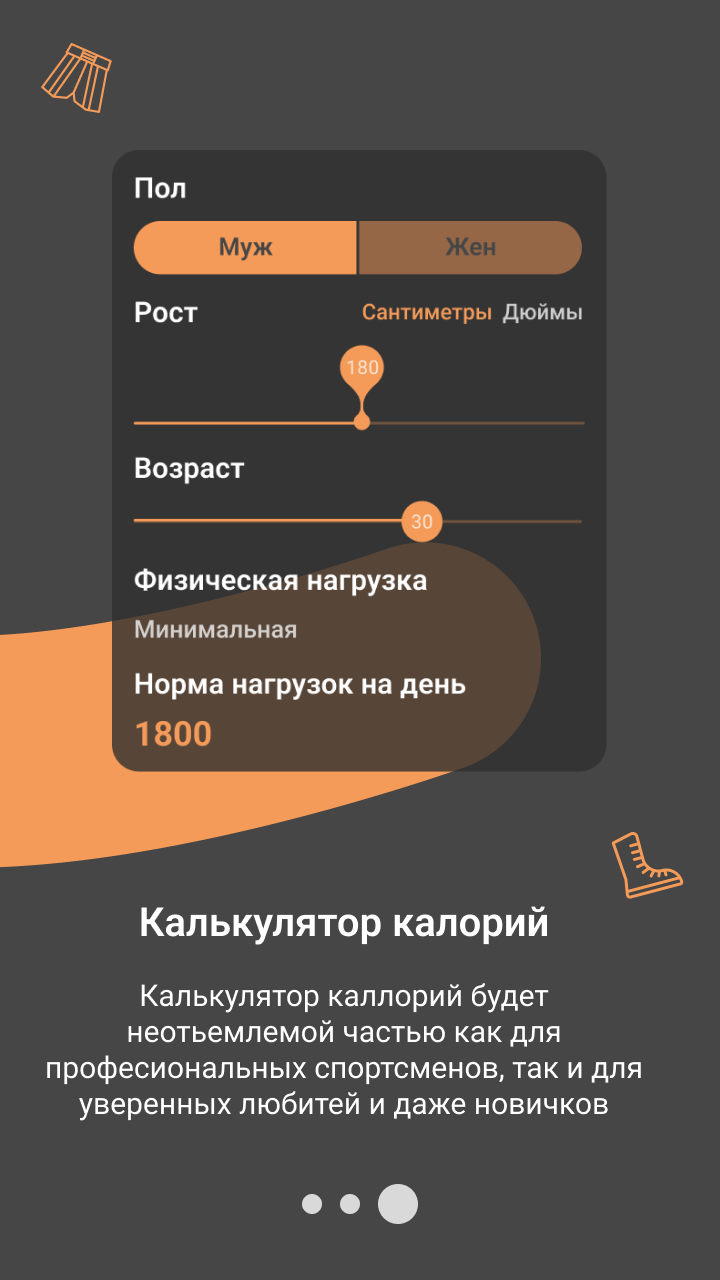 Пол
Муж Жен
Рост Сантиметры Дюймы
180
Возраст
30
Физическая нагрузка
Минимальная
Норма нагрузок на день
1800
Калькулятор калорий
Калькулятор каллорий будет
неотьемлемой частью как для
професиональных спортсменов, так и для
уверенных любитей и даже новичков